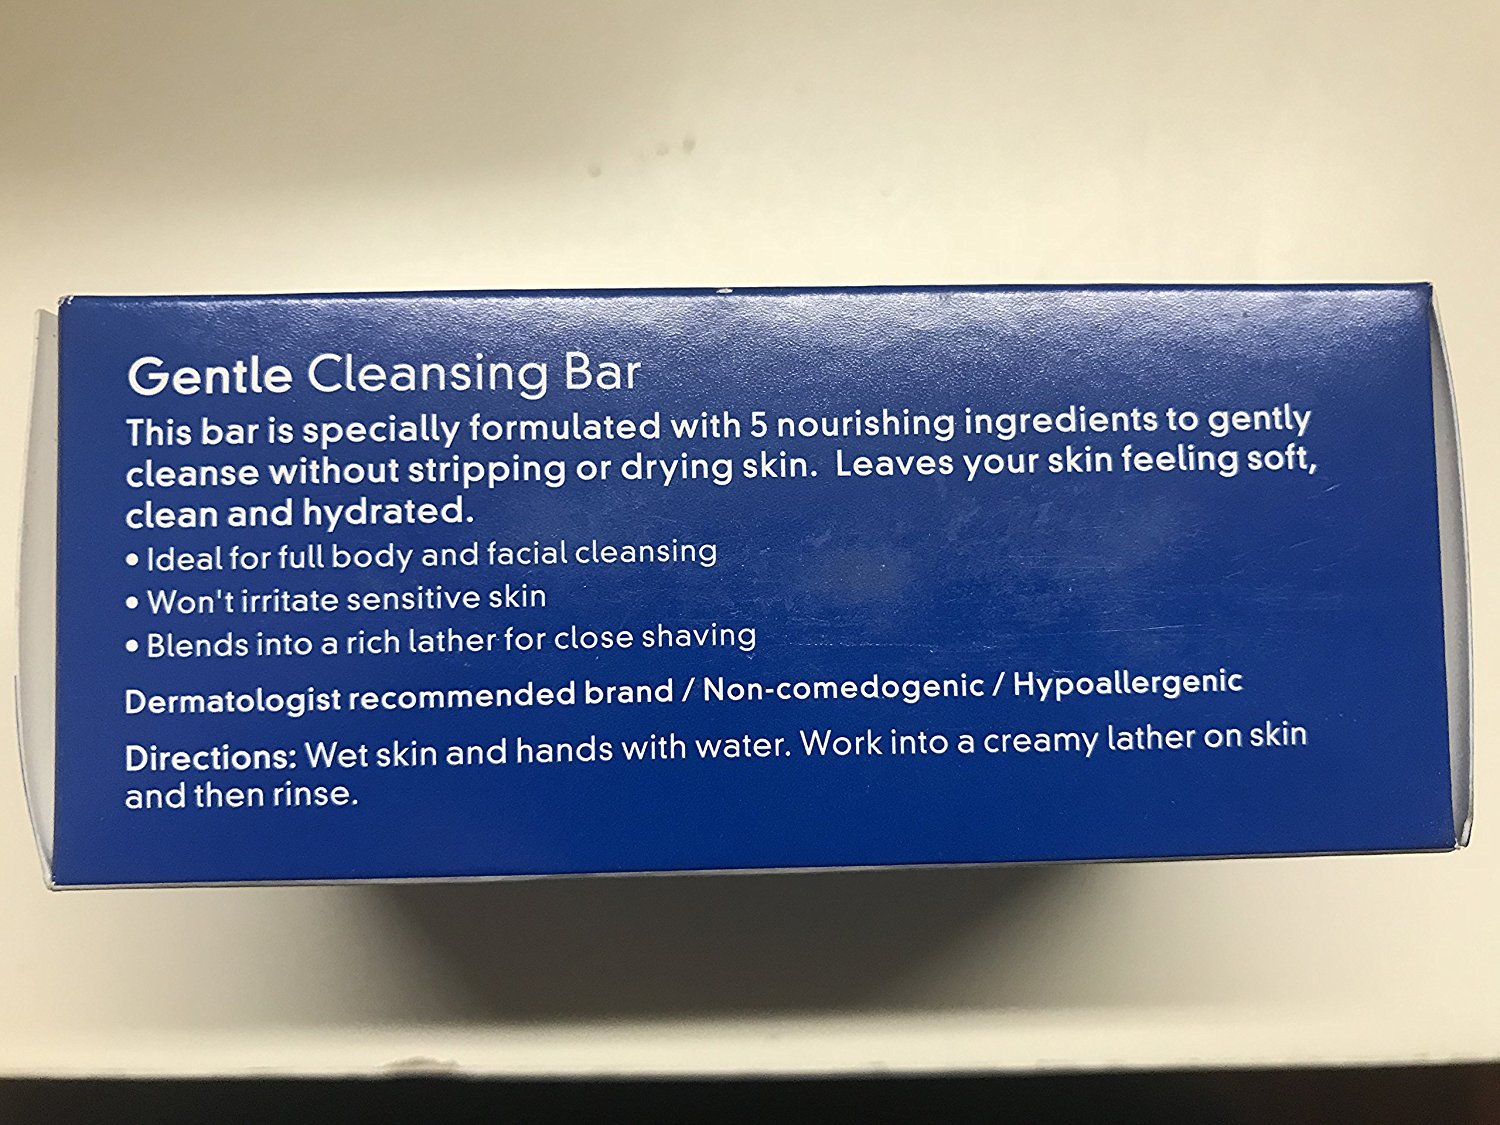 Gentle Cleansing Bar
This bar is specially formulated with 5 nourishing ingredients to gently
cleanse without stripping or drying skin.  Leaves your skin feeling soft,
clean and hydrated.
• Ideal for full body and facial cleansing
• Won't irritate sensitive skin
• Blends into a rich lather for close shaving
Dermatologist recommended brand / Non-comedogenic / Hypoallergenic
Directions: Wet skin and hands with water. Work into a creamy lather on skin
and then rinse.